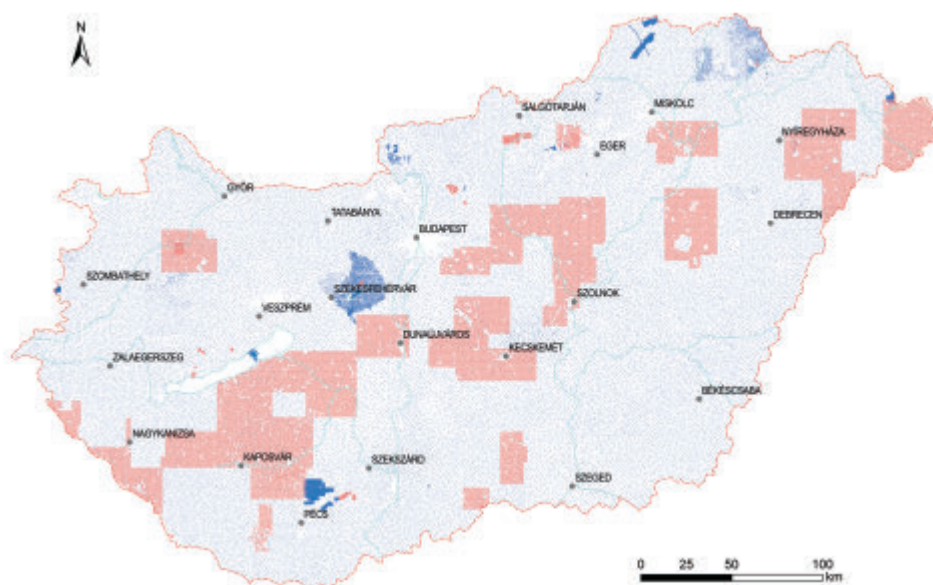 N
SALGÓTARJÁN
MISKOLC
NYÍREGYHÁZA
EGER
GYŐR
TATABÁNYA
BUDAPEST
DEBRECEN
SZOMBATHELY
SZÉKESFEHÉRVÁR
SZOLNOK
VESZPRÉM
DUNAÚJVÁROS
KECSKEMÉT
ZALAEGERSZEG
BÉKÉSCSABA
NAGYKANIZSA
KAPOSVÁR
SZEKSZÁRD
SZEGED
PÉCS
0 25 50 100
km